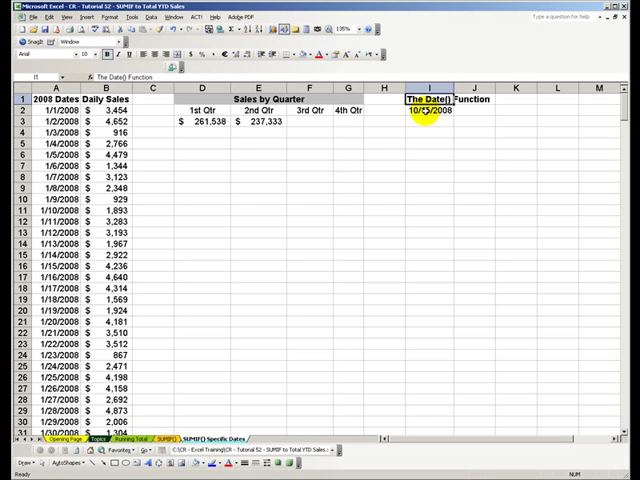 Microsoft Excel - CR - Tutorial 52 - SUMIF to Total YTD Sales
File Edit View Insert Format Tools Data Window ACT! Help Adobe PDF
Type a question for help
135%
SnagIt Window
Arial 10 B I U
I1 The Date() Function
A B C D E F G H I J K L M
1 2008 Dates Daily Sales Sales by Quarter The Date() Function
2 1/1/2008 $ 3,454 1st Qtr 2nd Qtr 3rd Qtr 4th Qtr
3 1/2/2008 $ 4,652 $ 261,538 $ 237,333
4 1/3/2008 $ 916
5 1/4/2008 $ 2,766
6 1/5/2008 $ 4,479
7 1/6/2008 $ 1,344
8 1/7/2008 $ 3,123
9 1/8/2008 $ 2,348
10 1/9/2008 $ 929
11 1/10/2008 $ 1,893
12 1/11/2008 $ 3,283
13 1/12/2008 $ 3,193
14 1/13/2008 $ 1,967
15 1/14/2008 $ 2,922
16 1/15/2008 $ 4,236
17 1/16/2008 $ 4,640
18 1/17/2008 $ 4,314
19 1/18/2008 $ 1,569
20 1/19/2008 $ 1,924
21 1/20/2008 $ 4,181
22 1/21/2008 $ 3,510
23 1/22/2008 $ 3,512
24 1/23/2008 $ 867
25 1/24/2008 $ 2,471
26 1/25/2008 $ 4,198
27 1/26/2008 $ 4,158
28 1/27/2008 $ 2,692
29 1/28/2008 $ 4,873
30 1/29/2008 $ 2,006
31 1/30/2008 $ 1,304
Opening Page Topics Running Total SUMIF() SUMIF() Specific Dates
Favorites Go C:\CR - Excel Training\CR - Tutorial 52 - SUMIF to Total YTD Sales.
Draw AutoShapes
Ready NUM